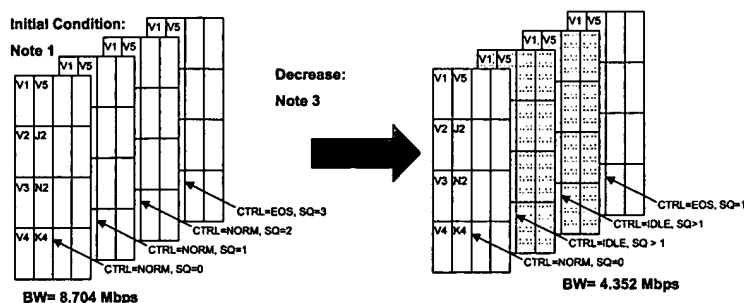 Initial Condition:
Note 1
V1 V5
V1 V5
V1 V5
V1 V5
V2 J2
V3 N2
V4 K4
CTRL=EOS, SQ=3
CTRL=NORM, SQ=2
CTRL=NORM, SQ=1
CTRL=NORM, SQ=0
BW= 8.704 Mbps
Decrease:
Note 3
V1 V5
V1 V5
V1 V5
V1 V5
V2 J2
V3 N2
V4 K4
CTRL=EOS, SQ=1
CTRL=IDLE, SQ>1
CTRL=IDLE, SQ > 1
CTRL=NORM, SQ=0
BW= 4.352 Mbps